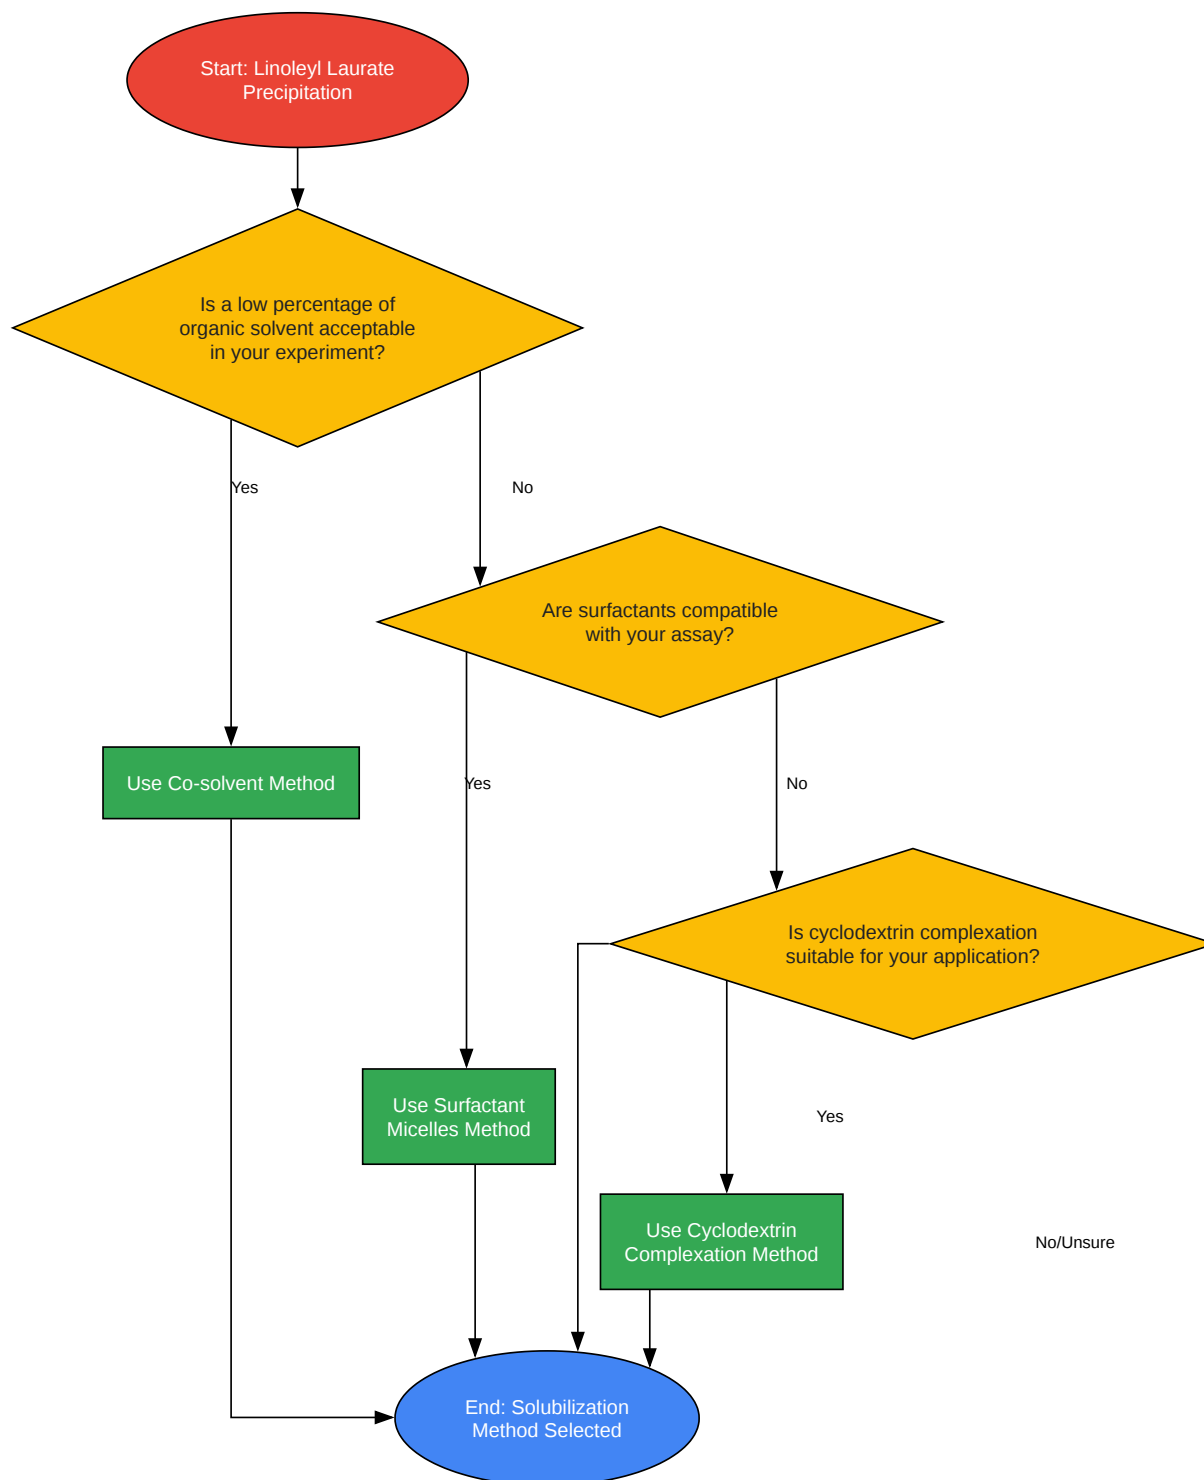 Start: Linoleyl Laurate
Precipitation
Is a low percentage of
organic solvent acceptable
in your experiment?
Yes
No
Are surfactants compatible
with your assay?
Use Co-solvent Method
Yes
No
Is cyclodextrin complexation
suitable for your application?
Use Surfactant
Micelles Method
Yes
Use Cyclodextrin
Complexation Method
No/Unsure
End: Solubilization
Method Selected